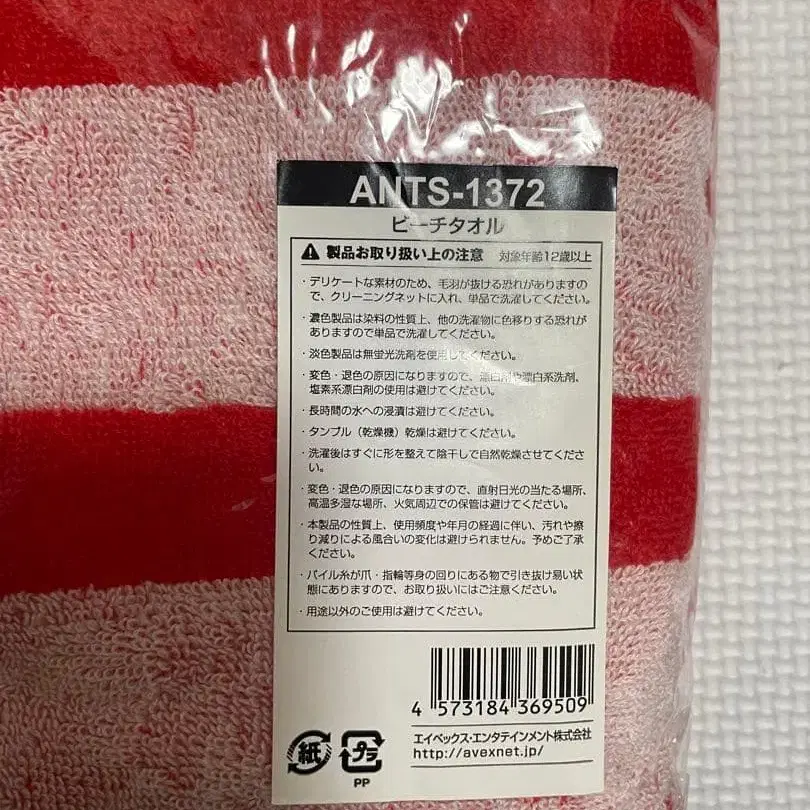 ANTS-1372
ビーチタオル
製品お取り扱い上の注意 対象年齢12歳以上
・デリケートな素材のため、毛羽が抜ける恐れがありますの
で、クリーニングネットに入れ、単品で洗濯してください。
・濃色製品は染料の性質上、他の洗濯物に色移りする恐れが
ありますので単品で洗濯してください。
・淡色製品は無蛍光洗剤を使用してください。
・変色・退色の原因になりますので、漂白剤や漂白系洗剤、
塩素系漂白剤の使用は避けてください。
・長時間の水への浸漬は避けてください。
・タンブル（乾燥機）乾燥は避けてください。
・洗濯後はすぐに形を整えて陰干しで自然乾燥させてくださ
い。
・変色・退色の原因になりますので、直射日光の当たる場所、
高温多湿な場所、火気周辺での保管は避けてください。
・本製品の性質上、使用頻度や年月の経過に伴い、汚れや擦
り減りによる風合いの変化は避けられません。予めご了承
ください。
・パイル糸が爪・指輪等身の回りにある物で引き抜け易い状
態にありますので、お取り扱いにはご注意ください。
・用途以外のご使用は避けてください。
4 573184 369509
エイベックス・エンタテインメント株式会社
http://avexnet.jp/
紙 プラ
PP